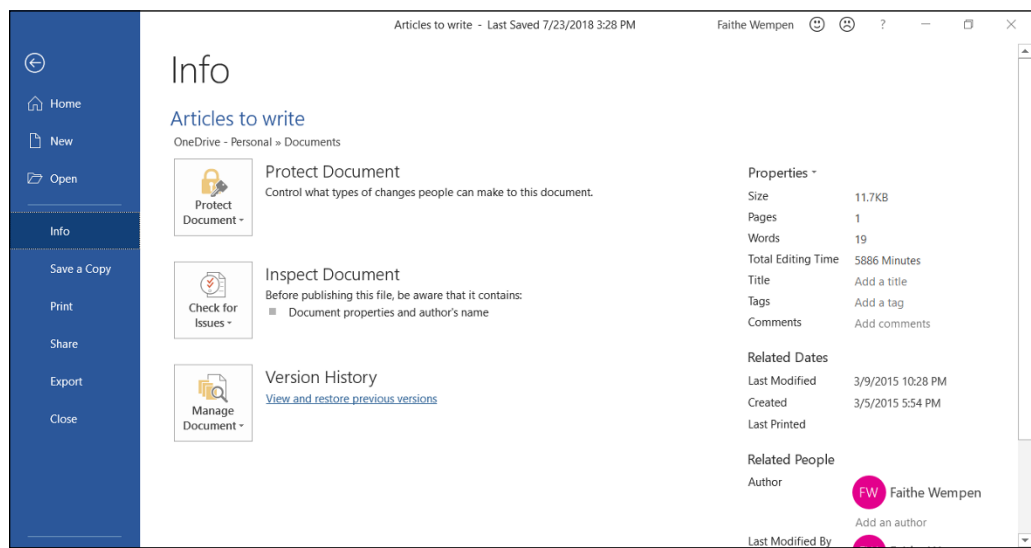 Articles to write - Last Saved 7/23/2018 3:28 PM
Faithe Wempen
?
Home
New
Open
Info
Save a Copy
Print
Share
Export
Close
Info
Articles to write
OneDrive - Personal » Documents
Protect
Document
Protect Document
Control what types of changes people can make to this document.
Check for
Issues
Inspect Document
Before publishing this file, be aware that it contains:
Document properties and author's name
Manage
Document
Version History
View and restore previous versions
Properties
Size 11.7KB
Pages 1
Words 19
Total Editing Time 5886 Minutes
Title Add a title
Tags Add a tag
Comments Add comments
Related Dates
Last Modified 3/9/2015 10:28 PM
Created 3/5/2015 5:54 PM
Last Printed
Related People
Author FW Faithe Wempen
Add an author
Last Modified By